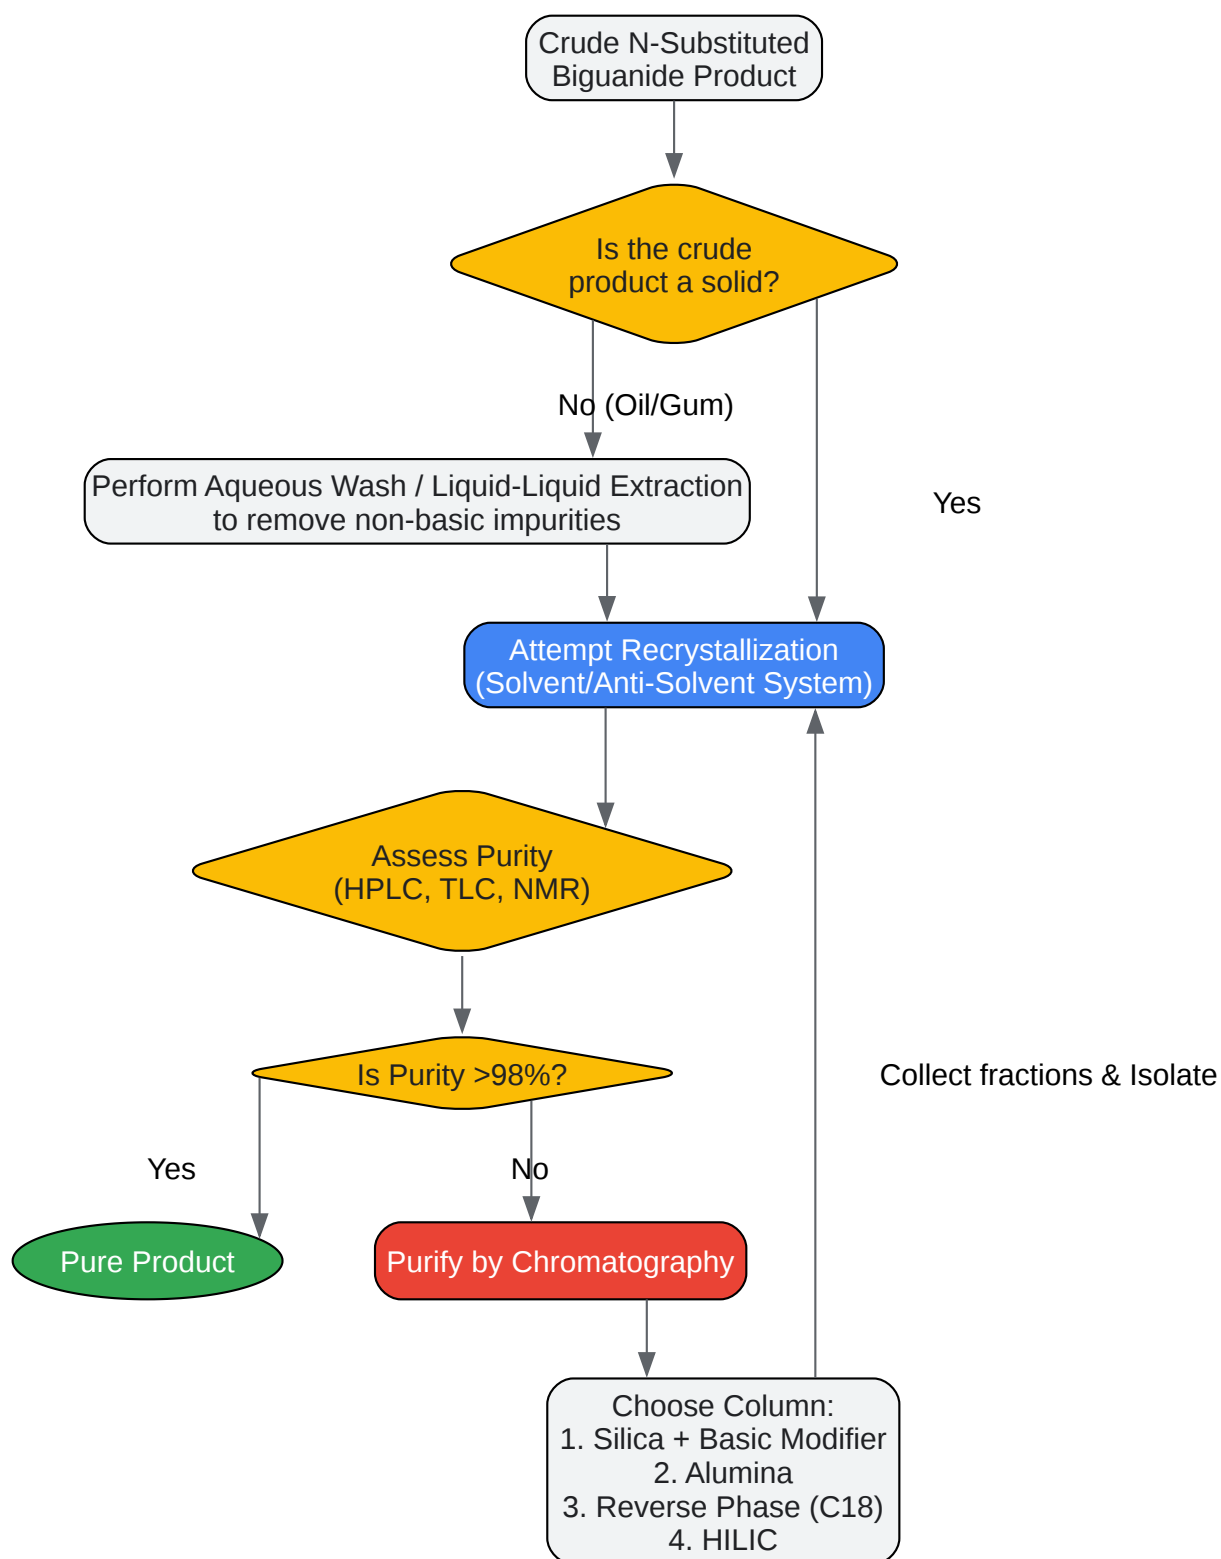 Crude N-Substituted
Biguanide Product
Is the crude
product a solid?
No (Oil/Gum)
Perform Aqueous Wash / Liquid-Liquid Extraction
to remove non-basic impurities
Yes
Attempt Recrystallization
(Solvent/Anti-Solvent System)
Assess Purity
(HPLC, TLC, NMR)
Is Purity >98%?
Collect fractions & Isolate
Yes
No
Pure Product
Purify by Chromatography
Choose Column:
1. Silica + Basic Modifier
2. Alumina
3. Reverse Phase (C18)
4. HILIC